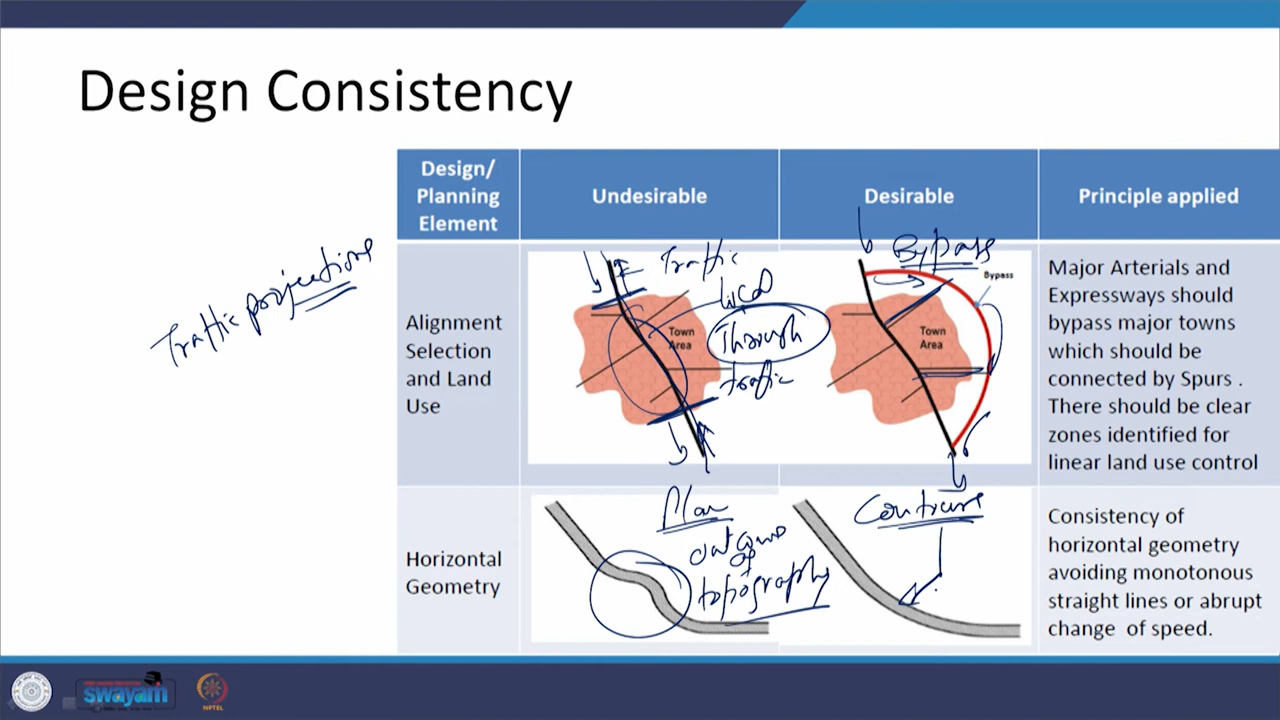 Design Consistency
Design/
Planning
Element
Undesirable
Desirable
Principle applied
Traffic projections
Alignment
Selection
and Land
Use
Traffic
local
Through
traffic
Town
Area
Bypass
Bypass
Town
Area
Major Arterials and
Expressways should
bypass major towns
which should be
connected by Spurs .
There should be clear
zones identified for
linear land use control
Horizontal
Geometry
Plan
topography
Consistency of
horizontal geometry
avoiding monotonous
straight lines or abrupt
change of speed.
swayam
NPTEL